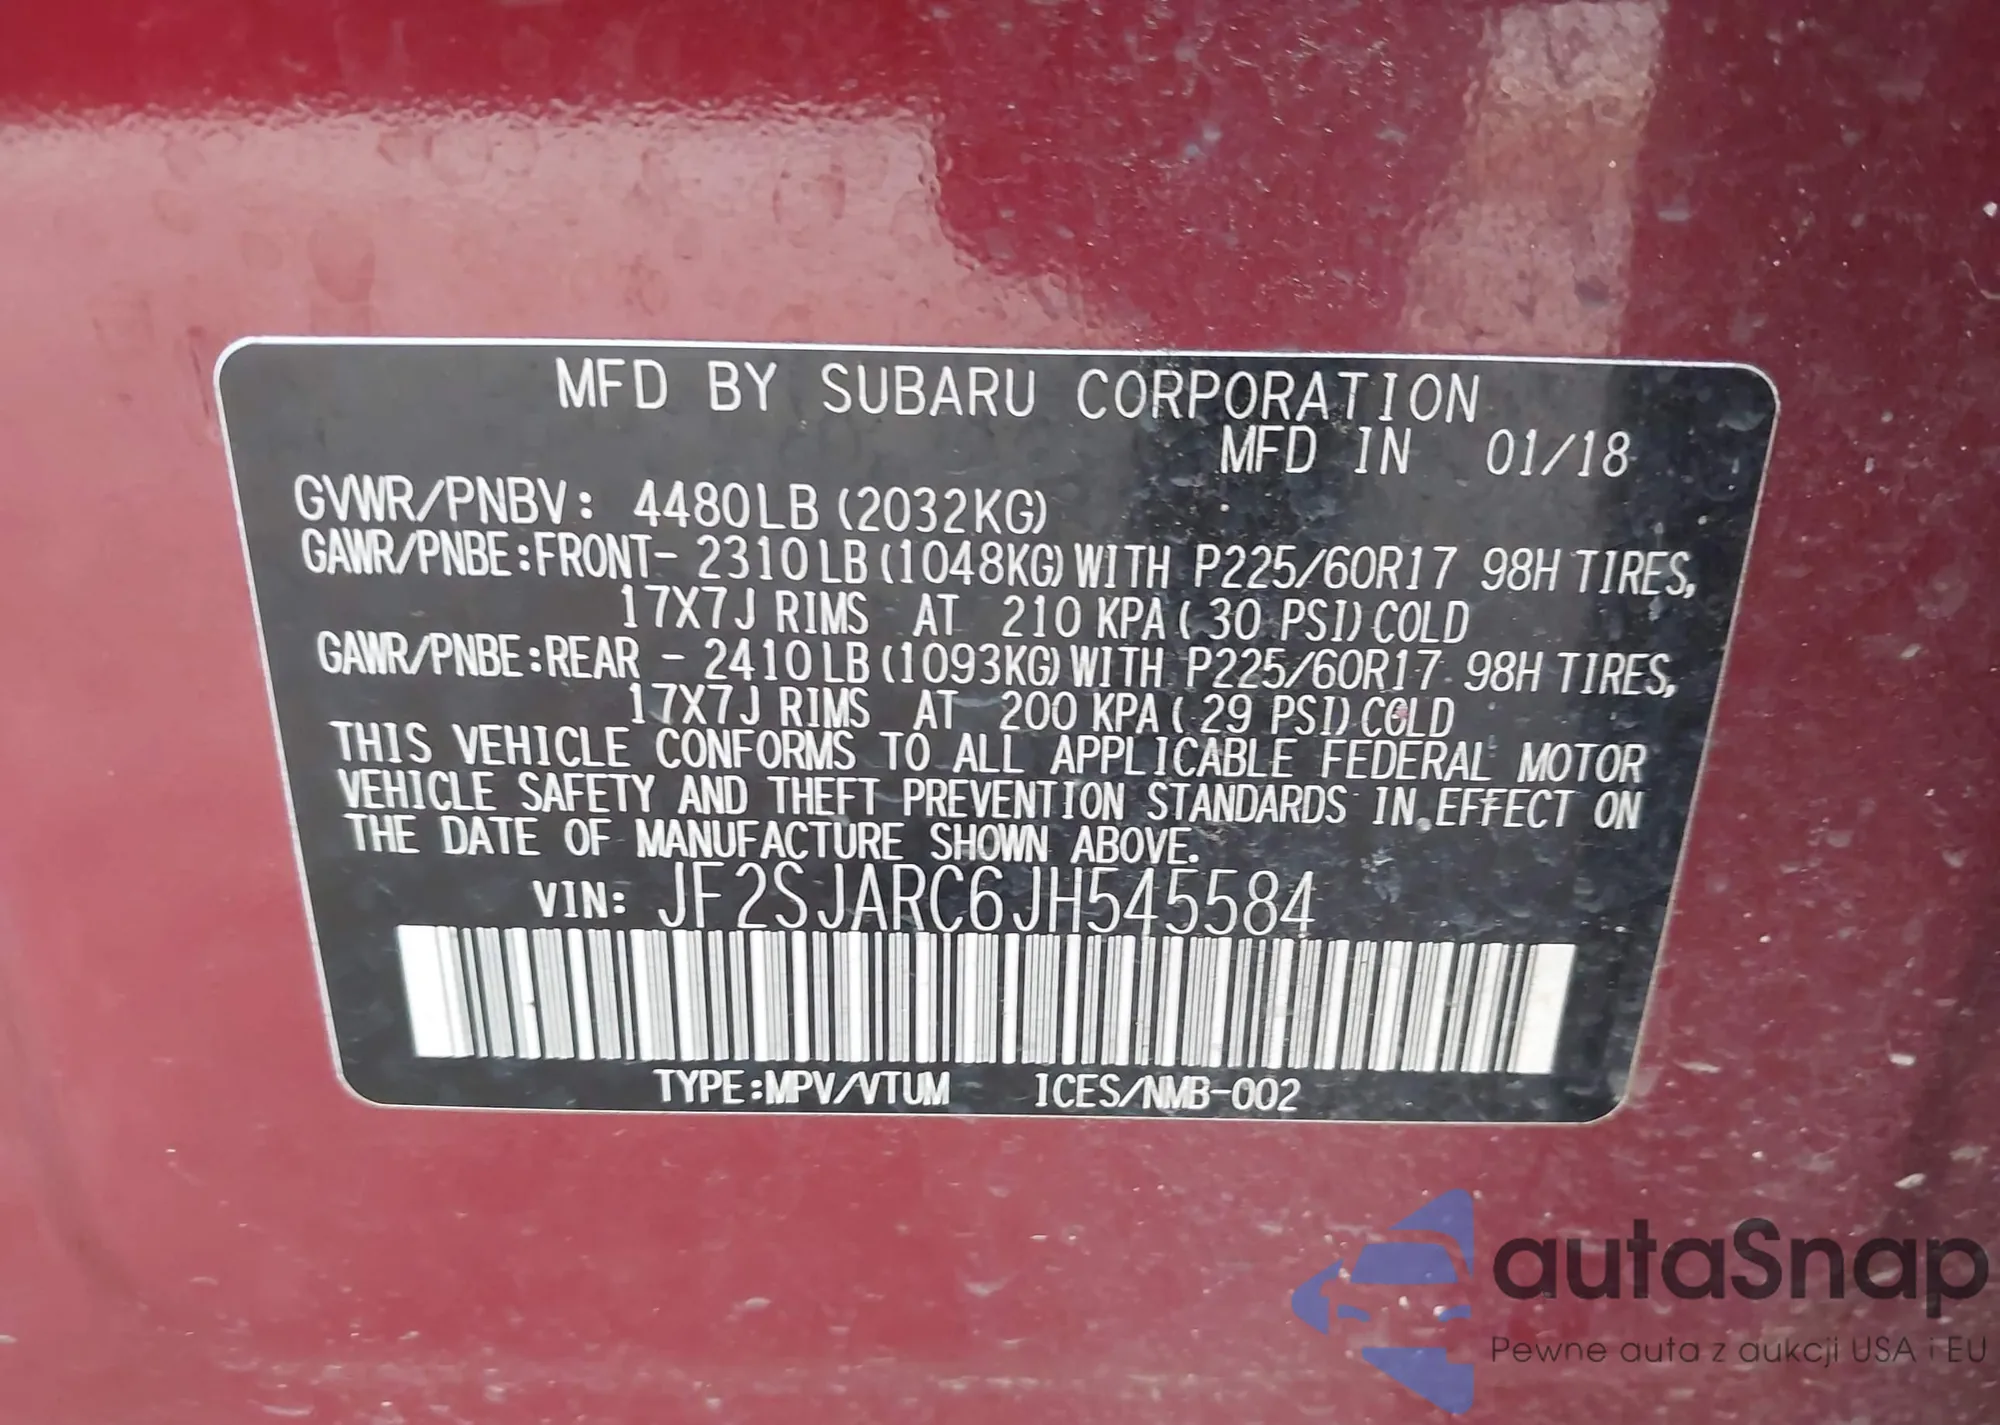 MFD BY SUBARU CORPORATION
MFD IN 01/18
GVWR/PNBV: 4480LB (2032KG)
GAWR/PNBE:FRONT- 2310LB(1048KG)WITH P225/60R17 98H TIRES,
17X7J RIMS AT 210 KPA( 30 PSI)COLD
GAWR/PNBE:REAR - 2410LB(1093KG)WITH P225/60R17 98H TIRES,
17X7J RIMS AT 200 KPA( 29 PSI)COLD
THIS VEHICLE CONFORMS TO ALL APPLICABLE FEDERAL MOTOR
VEHICLE SAFETY AND THEFT PREVENTION STANDARDS IN EFFECT ON
THE DATE OF MANUFACTURE SHOWN ABOVE.
VIN: JF2SJARC6JH545584
TYPE:MPV/VTUM ICES/NMB-002
autaSnap
Pewne auta z aukcji USA i EU